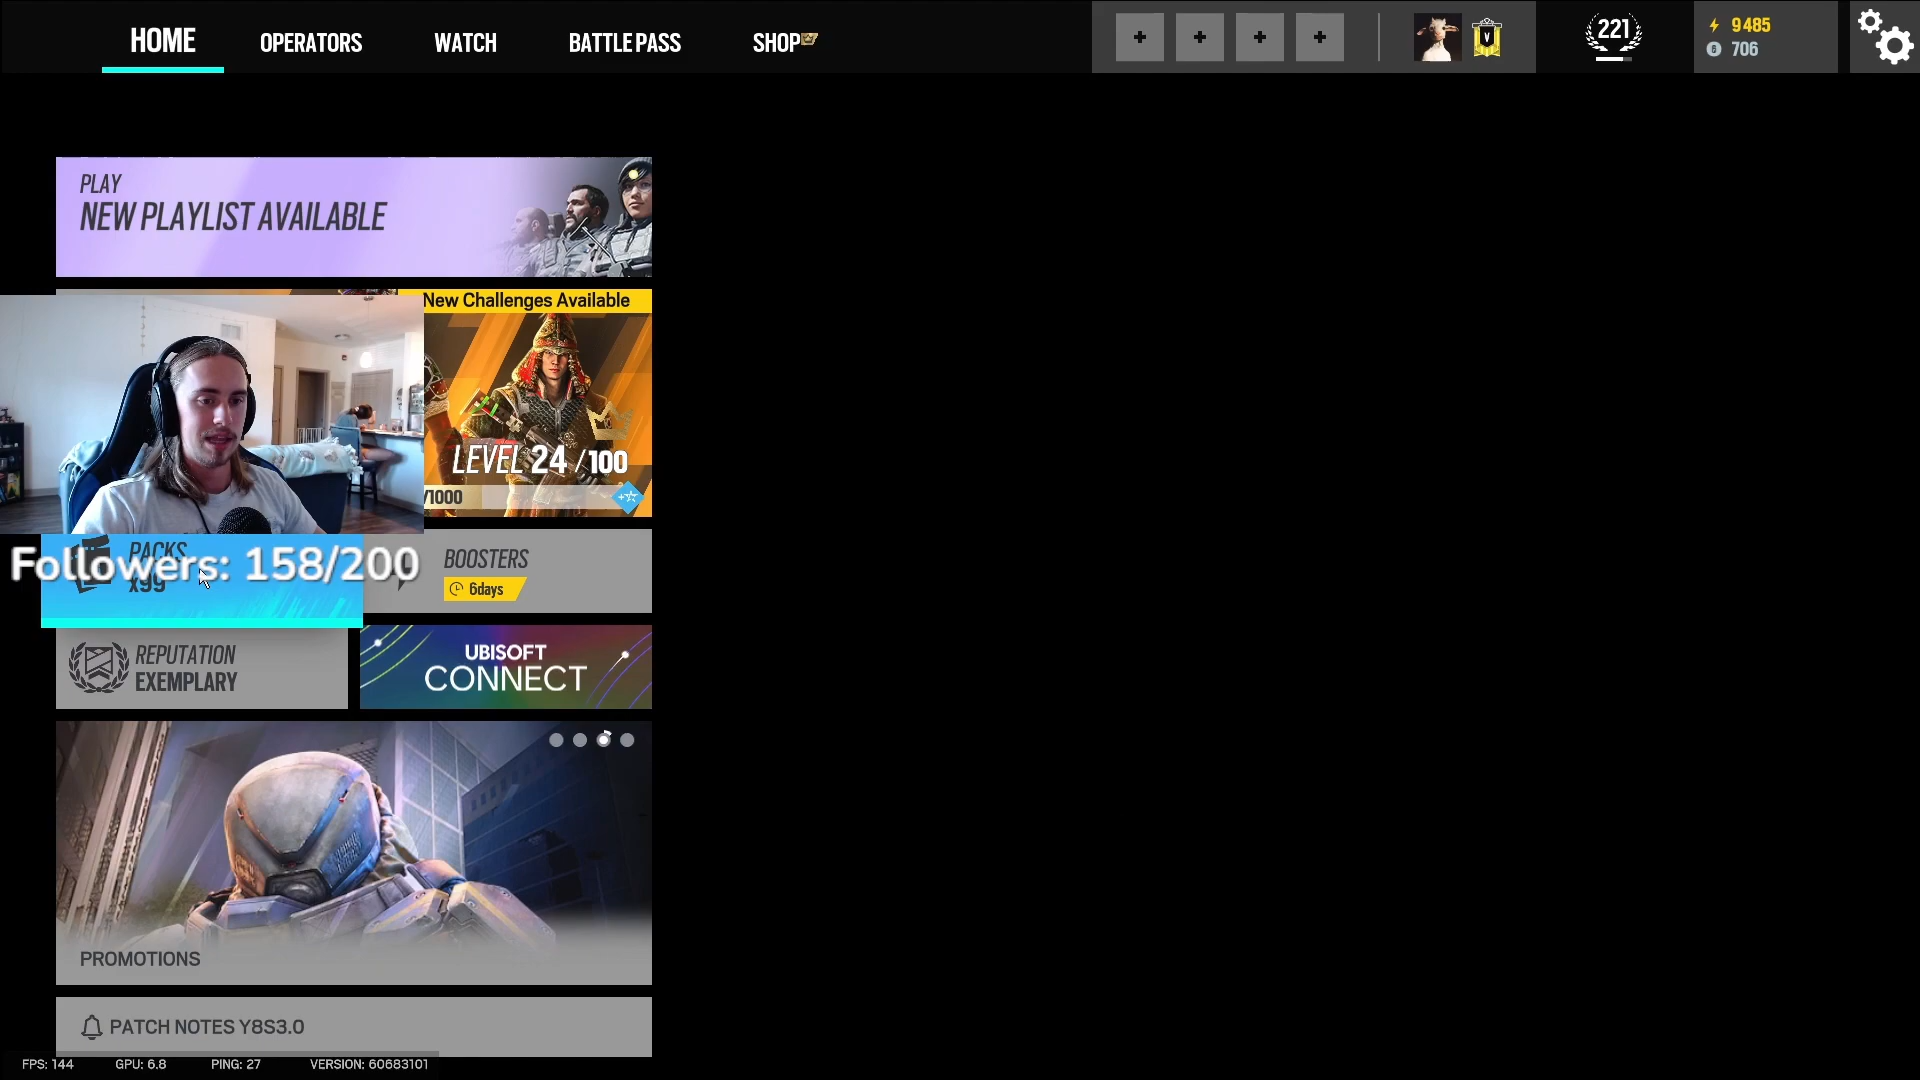 HOME
OPERATORS
WATCH
BATTLE PASS
SHOP
221
9485
706
PLAY
NEW PLAYLIST AVAILABLE
New Challenges Available
LEVEL 24 /100
/1000
PACKS
x99
Followers: 158/200
BOOSTERS
6days
REPUTATION
EXEMPLARY
UBISOFT
CONNECT
PROMOTIONS
PATCH NOTES Y8S3.0
FPS: 144
GPU: 6.8
PING: 27
VERSION: 60683101